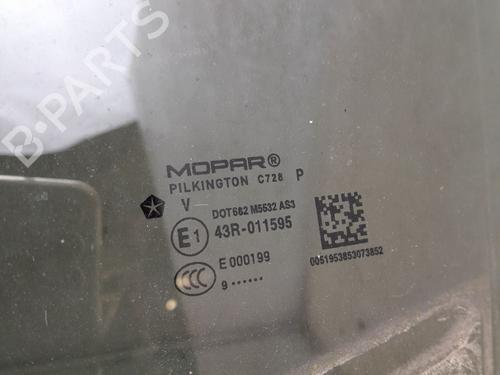 B-PARTS
MOPAR®
PILKINGTON C728 P
V
DOT682 M5532 AS3
E1 43R-011595
CCC E 000199
9 ••••••
0051953853073852